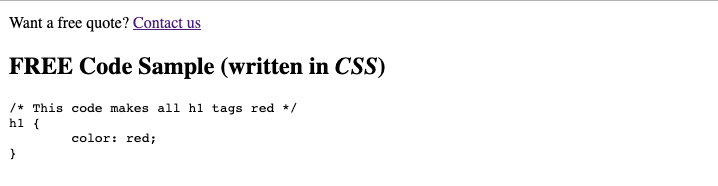 Want a free quote? Contact us
FREE Code Sample (written in CSS)
/* This code makes all h1 tags red */
h1 {
        color: red;
}